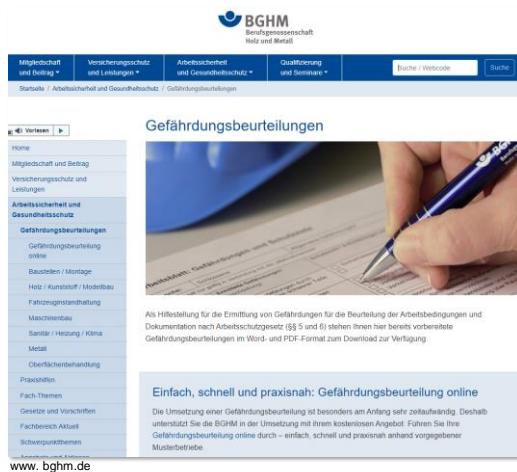 BGHM
Berufsgenossenschaft
Holz und Metall
Mitgliedschaft
und Beitrag
Versicherungsschutz
und Leistungen
Arbeitssicherheit
und Gesundheitsschutz
Qualifizierung
und Seminare
Suche / Webcode
Suche
Startseite / Arbeitssicherheit und Gesundheitsschutz / Gefährdungsbeurteilungen
Vorlesen
Gefährdungsbeurteilungen
Home
Mitgliedschaft und Beitrag
Versicherungsschutz und
Leistungen
Arbeitssicherheit und
Gesundheitsschutz
Gefährdungsbeurteilungen
Gefährdungsbeurteilung
online
Baustellen / Montage
Holz / Kunststoff / Modellbau
Fahrzeuginstandhaltung
Maschinenbau
Sanitär / Heizung / Klima
Metall
Oberflächenbehandlung
Praxishilfen
Fach-Themen
Gesetze und Vorschriften
Fachbereich Aktuell
Schwerpunktthemen
Als Hilfestellung für die Ermittlung von Gefährdungen für die Beurteilung der Arbeitsbedingungen und
Dokumentation nach Arbeitsschutzgesetz (§§ 5 und 6) stehen Ihnen hier bereits vorbereitete
Gefährdungsbeurteilungen im Word- und PDF-Format zum Download zur Verfügung.
Einfach, schnell und praxisnah: Gefährdungsbeurteilung online
Die Umsetzung einer Gefährdungsbeurteilung ist besonders am Anfang sehr zeitaufwändig. Deshalb
unterstützt Sie die BGHM in der Umsetzung mit ihrem kostenlosen Angebot: Führen Sie Ihre
Gefährdungsbeurteilung online durch – einfach, schnell und praxisnah anhand vorgegebener
Musterbetriebe.
www. bghm.de